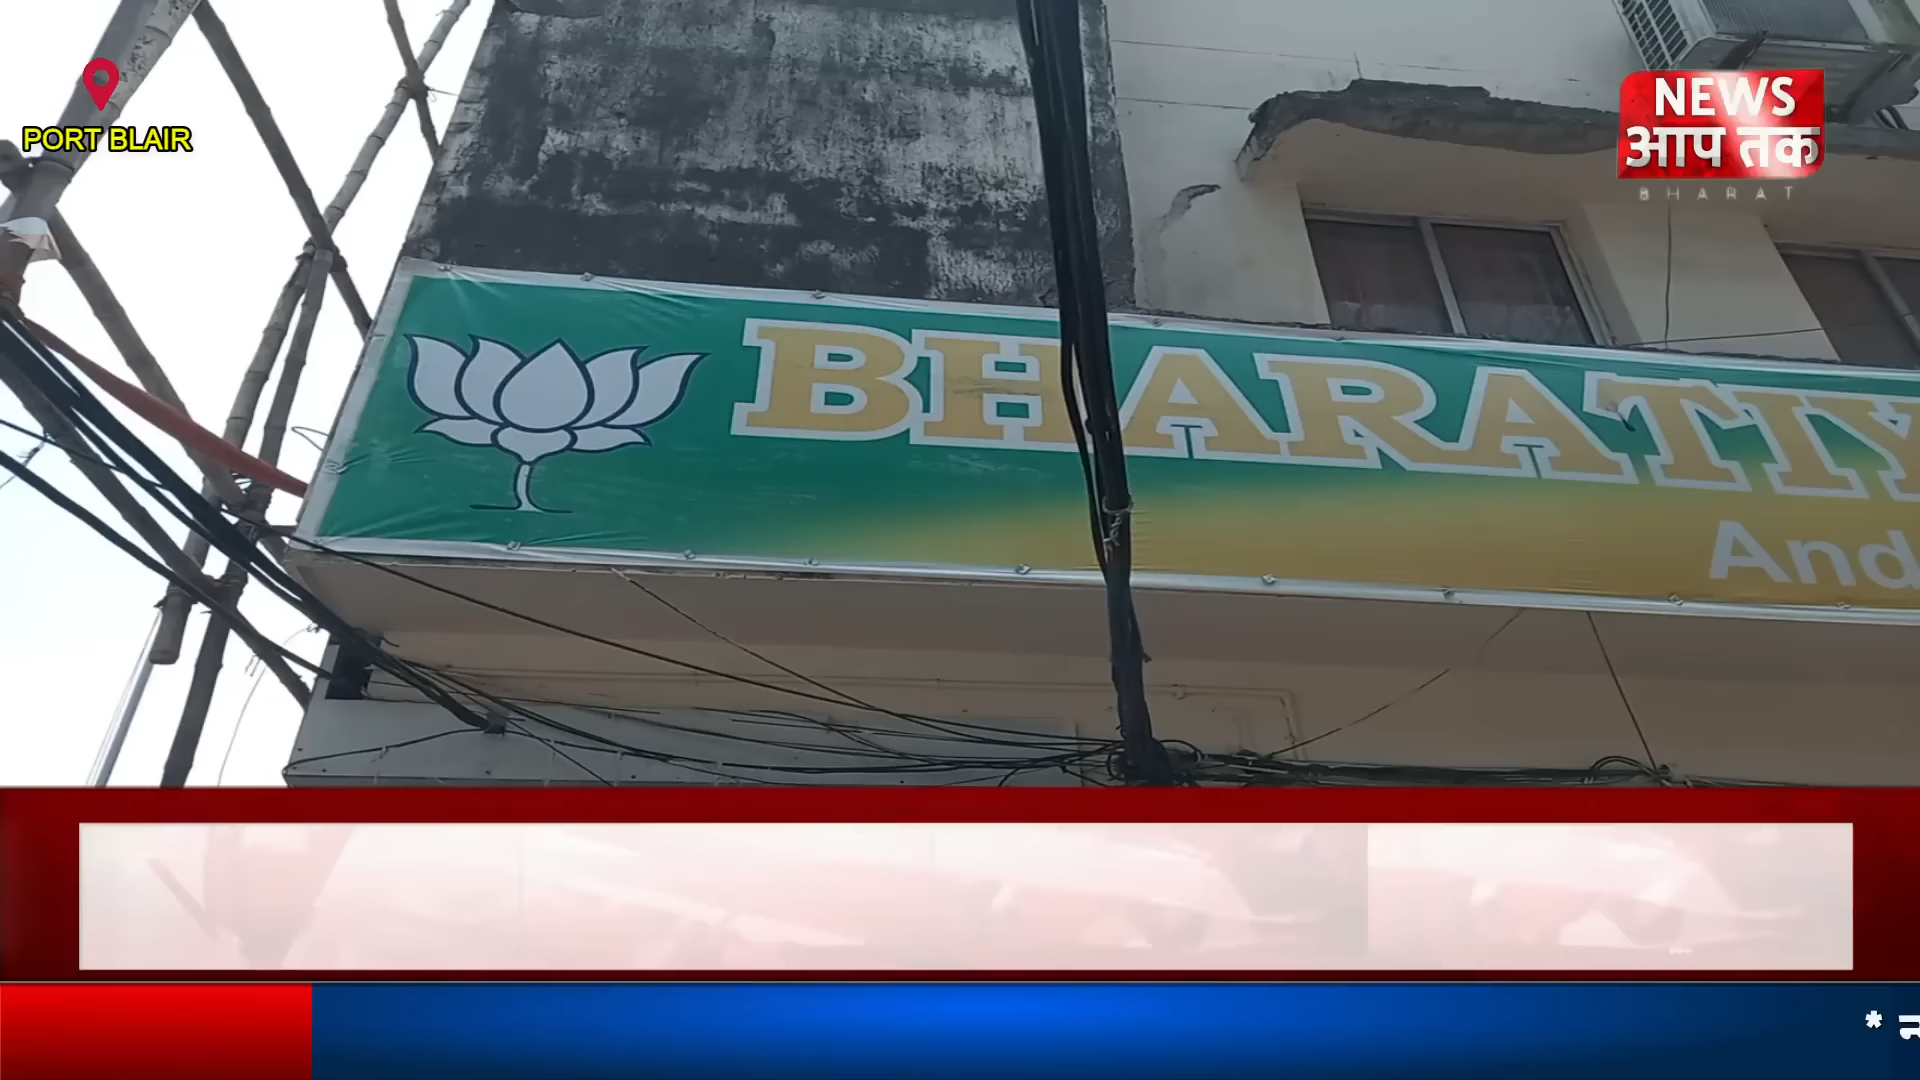 PORT BLAIR
NEWS
आप तक
BHARAT
BHARATIY
And
*